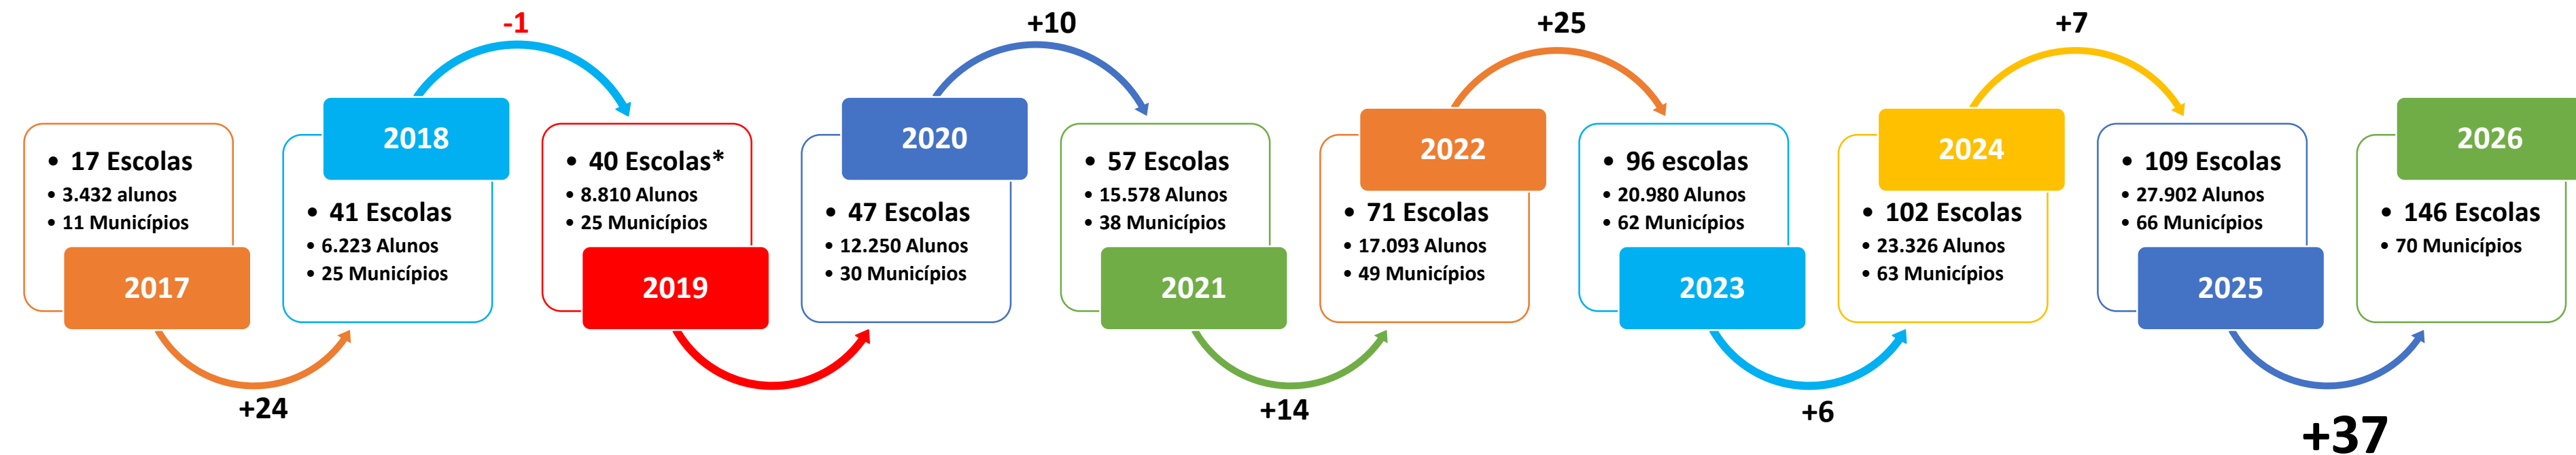 -1
+10
+25
+7
• 17 Escolas
• 3.432 alunos
• 11 Municípios
2017
+24
2018
• 41 Escolas
• 6.223 Alunos
• 25 Municípios
• 40 Escolas*
• 8.810 Alunos
• 25 Municípios
2019
2020
• 47 Escolas
• 12.250 Alunos
• 30 Municípios
• 57 Escolas
• 15.578 Alunos
• 38 Municípios
2021
+14
2022
• 71 Escolas
• 17.093 Alunos
• 49 Municípios
• 96 escolas
• 20.980 Alunos
• 62 Municípios
2023
+6
2024
• 102 Escolas
• 23.326 Alunos
• 63 Municípios
• 109 Escolas
• 27.902 Alunos
• 66 Municípios
2025
+37
2026
• 146 Escolas
• 70 Municípios